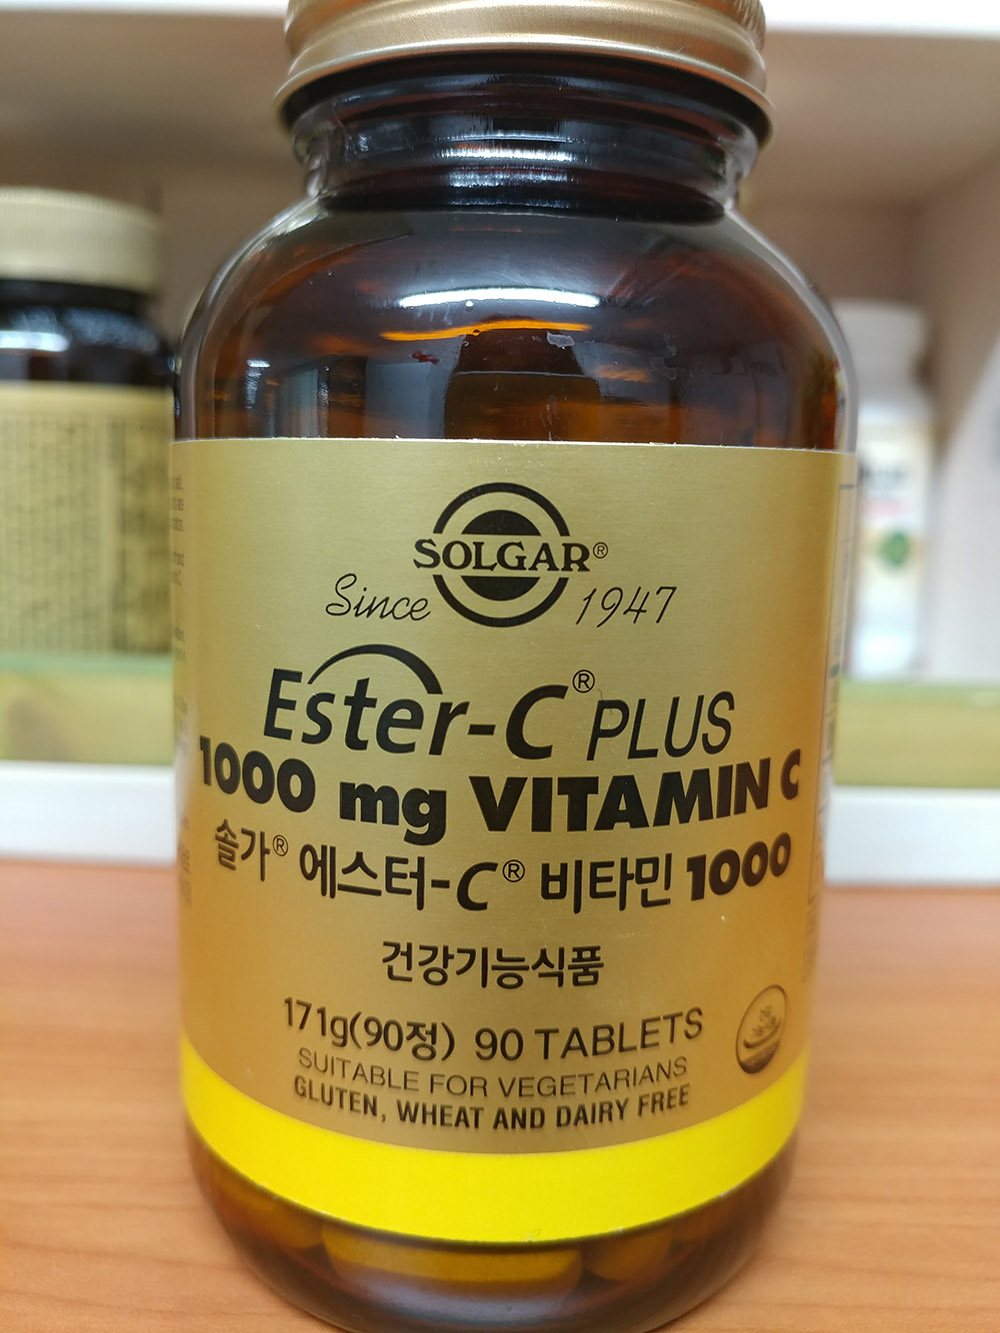 SOLGAR®
Since 1947
Ester-C® PLUS
1000 mg VITAMIN C
솔가® 에스터-C® 비타민 1000
건강기능식품
171g(90정) 90 TABLETS
SUITABLE FOR VEGETARIANS
GLUTEN, WHEAT AND DAIRY FREE